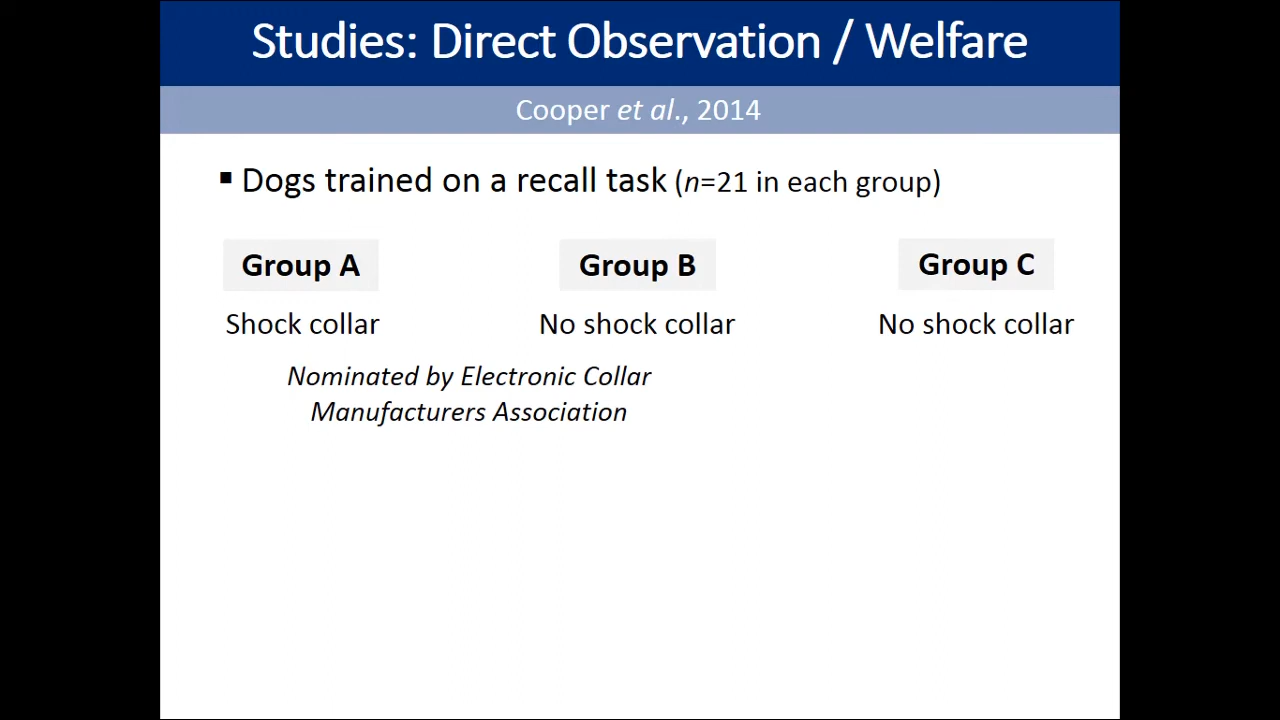 Studies: Direct Observation / Welfare
Cooper et al., 2014
▪ Dogs trained on a recall task (n=21 in each group)
Group A
Group B
Group C
Shock collar
No shock collar
No shock collar
Nominated by Electronic Collar
Manufacturers Association